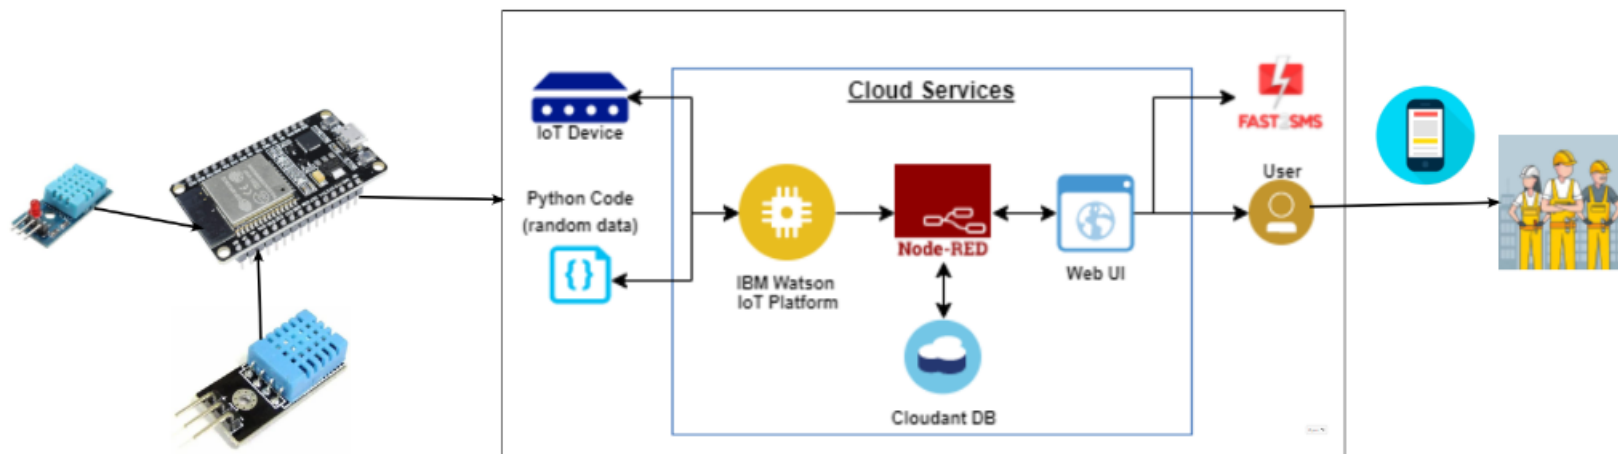 Cloud Services
IoT Device
FAST2SMS
User
Python Code
(random data)
Node-RED
IBM Watson
IoT Platform
Web UI
Cloudant DB